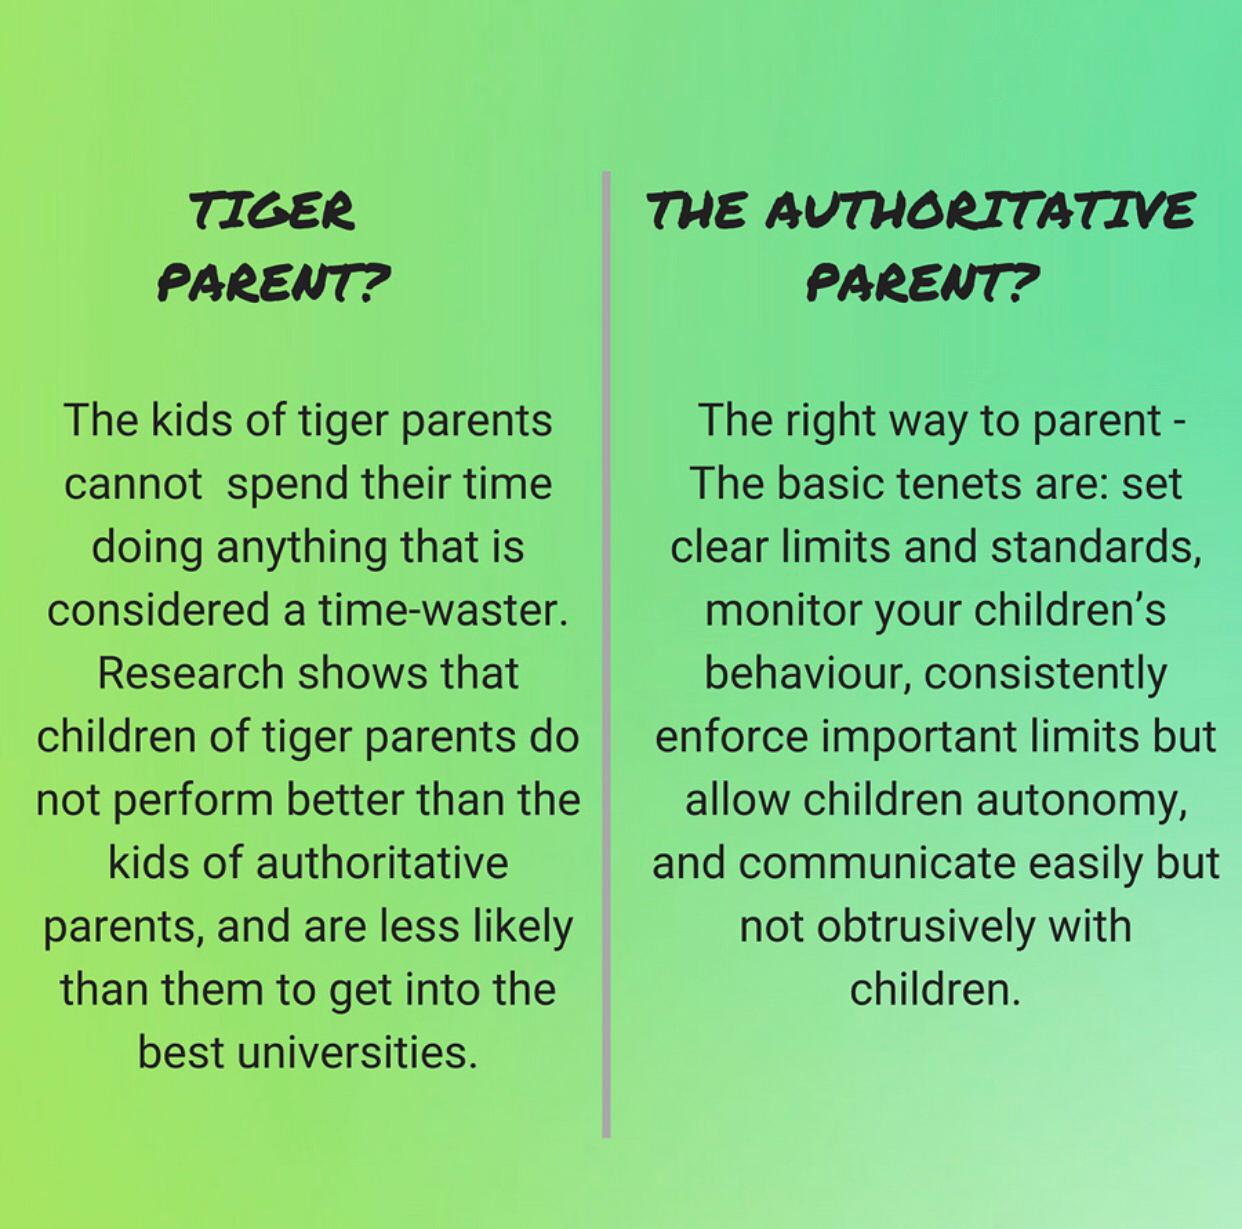 TIGER
PARENT?
The kids of tiger parents
cannot  spend their time
doing anything that is
considered a time-waster.
Research shows that
children of tiger parents do
not perform better than the
kids of authoritative
parents, and are less likely
than them to get into the
best universities.
THE AUTHORITATIVE
PARENT?
The right way to parent -
The basic tenets are: set
clear limits and standards,
monitor your children’s
behaviour, consistently
enforce important limits but
allow children autonomy,
and communicate easily but
not obtrusively with
children.